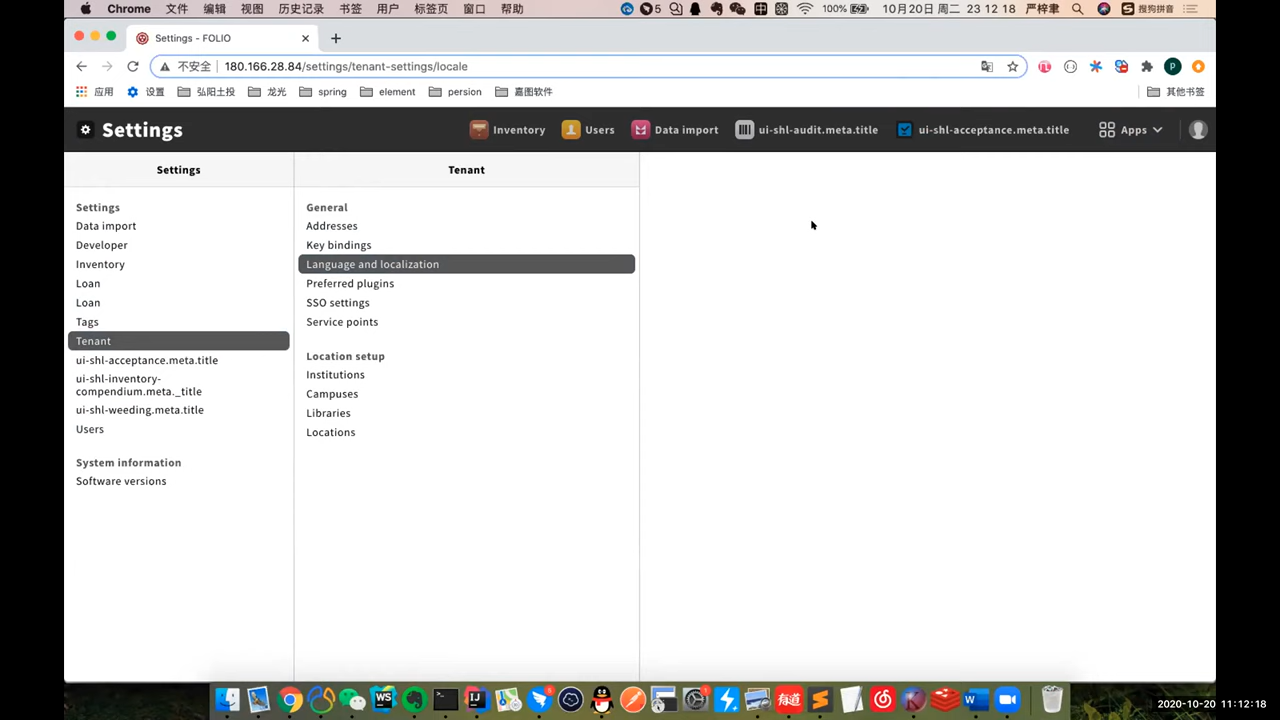 Chrome 文件 编辑 视图 历史记录 书签 用户 标签页 窗口 帮助 5 100% 10月20日 周二 23 12 18 严梓聿 搜狗拼音
Settings - FOLIO
不安全 180.166.28.84/settings/tenant-settings/locale
应用 设置 弘阳土投 龙光 spring element persion 嘉图软件 其他书签
Settings Inventory Users Data import ui-shl-audit.meta.title ui-shl-acceptance.meta.title Apps
Settings
Settings
Data import
Developer
Inventory
Loan
Loan
Tags
Tenant
ui-shl-acceptance.meta.title
ui-shl-inventory-
compendium.meta._title
ui-shl-weeding.meta.title
Users
System information
Software versions
Tenant
General
Addresses
Key bindings
Language and localization
Preferred plugins
SSO settings
Service points
Location setup
Institutions
Campuses
Libraries
Locations
WS 有道
2020-10-20 11:12:18